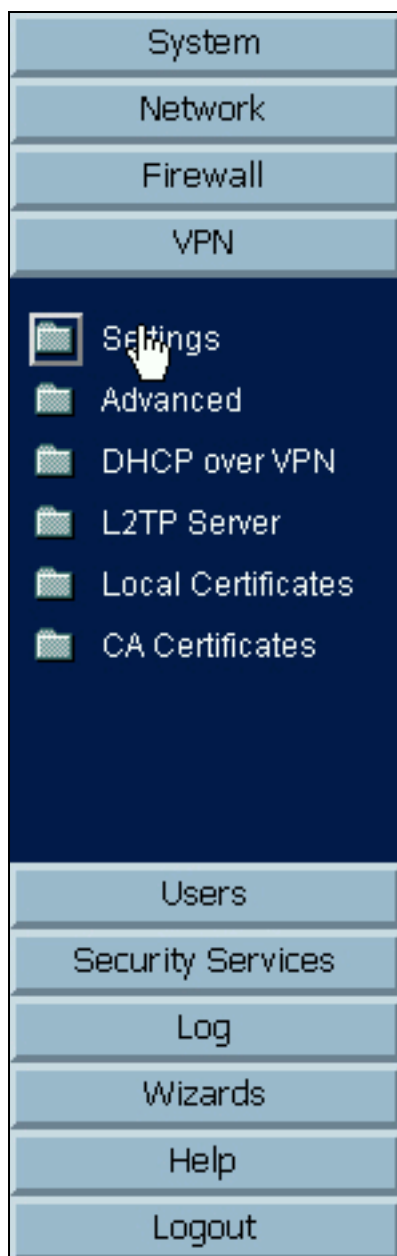 System
Network
Firewall
VPN
Settings
Advanced
DHCP over VPN
L2TP Server
Local Certificates
CA Certificates
Users
Security Services
Log
Wizards
Help
Logout